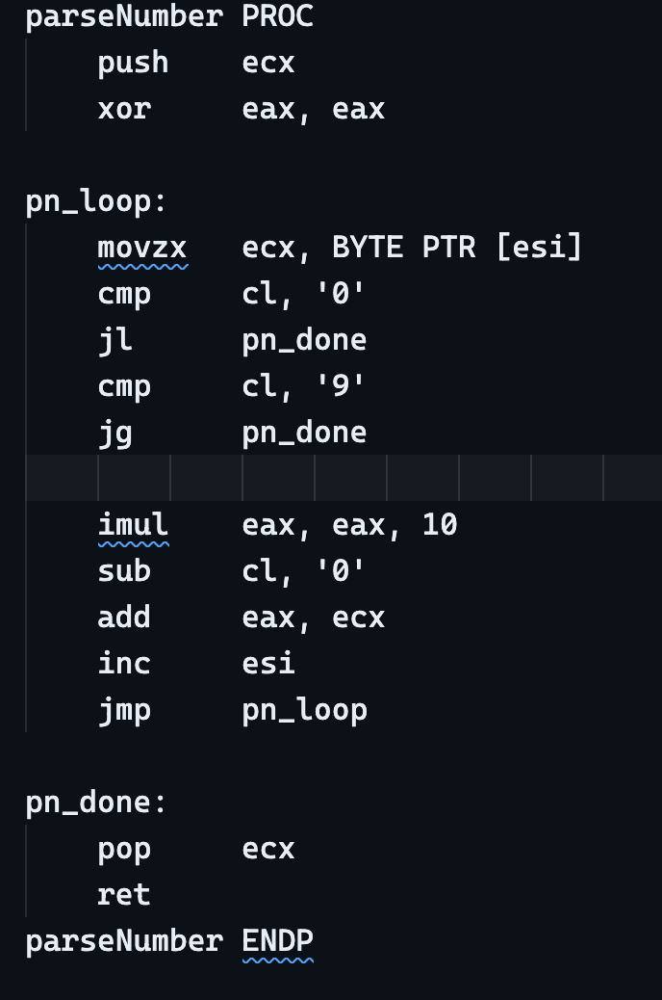 parseNumber PROC
push ecx
xor eax, eax
pn_loop:
movzx ecx, BYTE PTR [esi]
cmp cl, '0'
jl pn_done
cmp cl, '9'
jg pn_done
imul eax, eax, 10
sub cl, '0'
add eax, ecx
inc esi
jmp pn_loop
pn_done:
pop ecx
ret
parseNumber ENDP